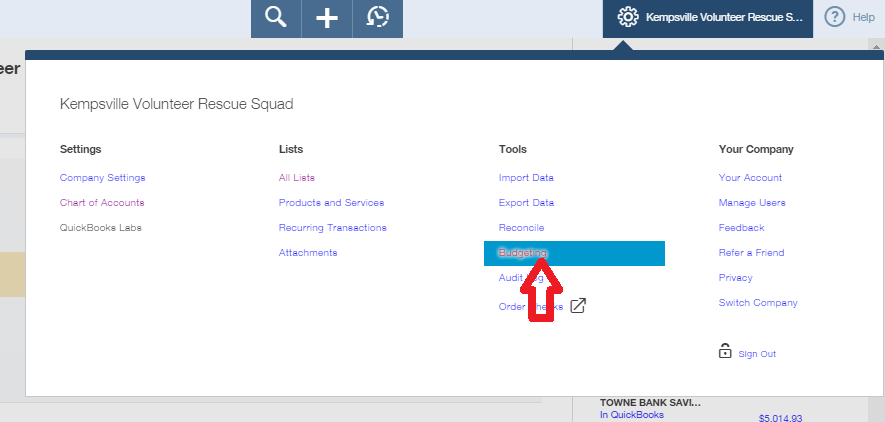 Kempsville Volunteer Rescue S...
Help
eer
Kempsville Volunteer Rescue Squad
Settings
Company Settings
Chart of Accounts
QuickBooks Labs
Lists
All Lists
Products and Services
Recurring Transactions
Attachments
Tools
Import Data
Export Data
Reconcile
Budgeting
Audit Log
Order Checks
Your Company
Your Account
Manage Users
Feedback
Refer a Friend
Privacy
Switch Company
Sign Out
TOWNE BANK SAVI...
In QuickBooks
$5,014.93